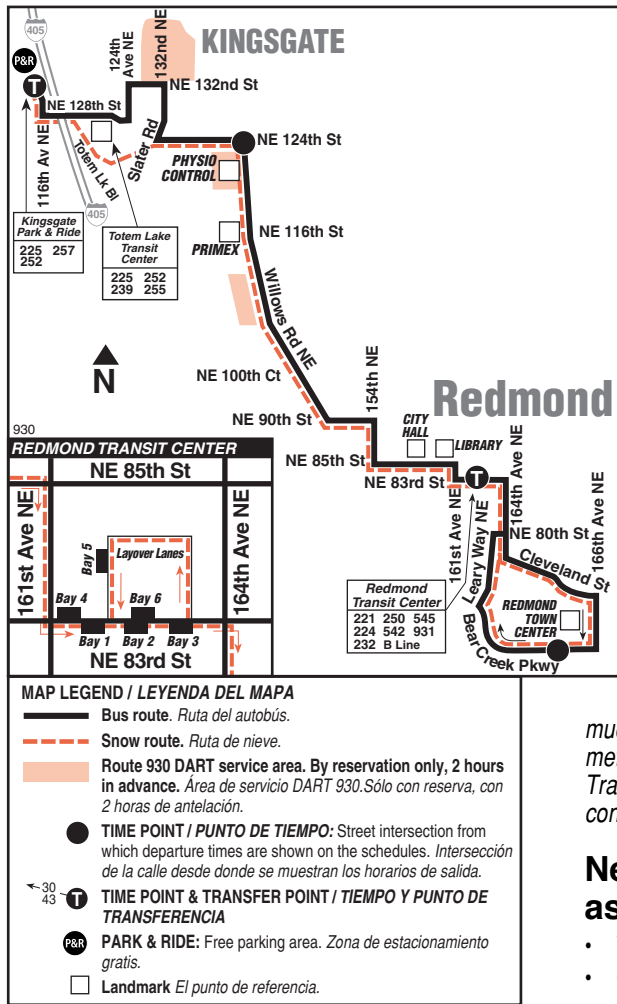 405
KINGSGATE
124th
Ave NE
132nd NE
P&R
T
NE 132nd St
NE 128th St
116th Av NE
Totem Lk Bl
Slater Rd
NE 124th St
PHYSIO
CONTROL
405
Kingsgate
Park & Ride
225 257
252
Totem Lake
Transit
Center
225 252
239 255
PRIMEX
NE 116th St
Willows Rd NE
N
NE 100th Ct
154th NE
Redmond
NE 90th St
CITY
HALL
LIBRARY
NE 85th St
NE 83rd St
T
161st Ave NE
Leary Way NE
164th Ave NE
166th Ave NE
NE 80th St
Cleveland St
REDMOND
TOWN
CENTER
Bear Creek Pkwy
Redmond
Transit Center
221 250 545
224 542 931
232 B Line
930
REDMOND TRANSIT CENTER
NE 85th St
161st Ave NE
164th Ave NE
Bay 5
Layover Lanes
Bay 4
Bay 6
Bay 1
Bay 2
Bay 3
NE 83rd St
MAP LEGEND / LEYENDA DEL MAPA
Bus route. Ruta del autobús.
Snow route. Ruta de nieve.
Route 930 DART service area. By reservation only, 2 hours
in advance. Área de servicio DART 930.Sólo con reserva, con
2 horas de antelación.
TIME POINT / PUNTO DE TIEMPO: Street intersection from
which departure times are shown on the schedules. Intersección
de la calle desde donde se muestran los horarios de salida.
30
43
T
TIME POINT & TRANSFER POINT / TIEMPO Y PUNTO DE
TRANSFERENCIA
P&R
PARK & RIDE: Free parking area. Zona de estacionamiento
gratis.
Landmark El punto de referencia.